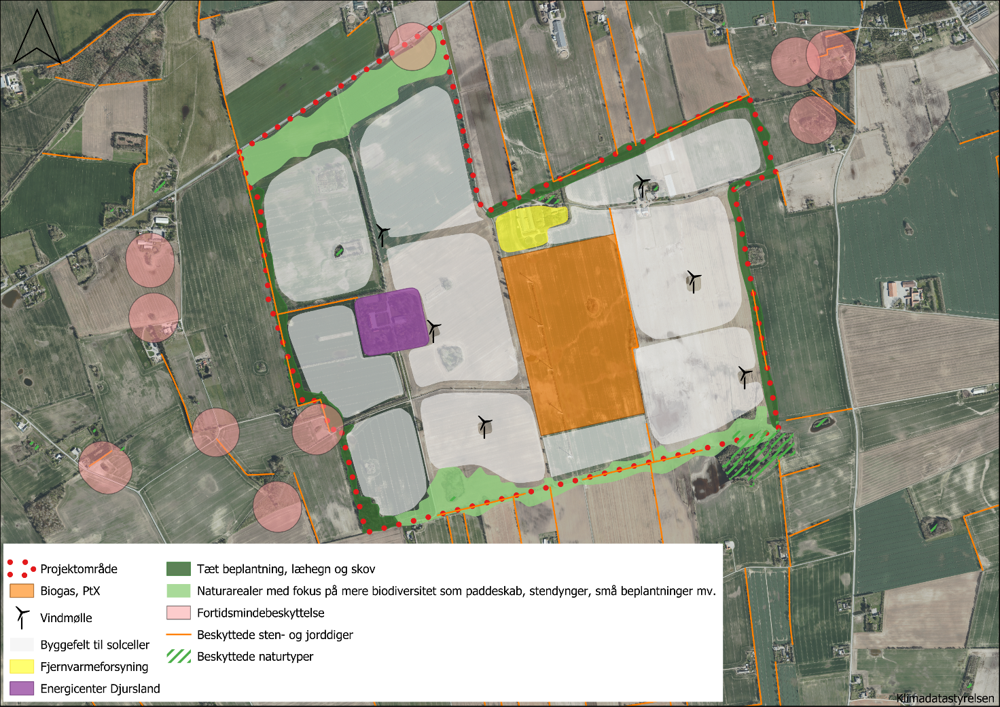 Projektområde
Biogas, PtX
Vindmølle
Byggefelt til solceller
Fjernvarmeforsyning
Energicenter Djursland
Tæt beplantning, læhegn og skov
Naturarealer med fokus på mere biodiversitet som paddeskab, stendynger, små beplantninger mv.
Fortidsmindebeskyttelse
Beskyttede sten- og jorddiger
Beskyttede naturtyper
Klimadatastyrelsen